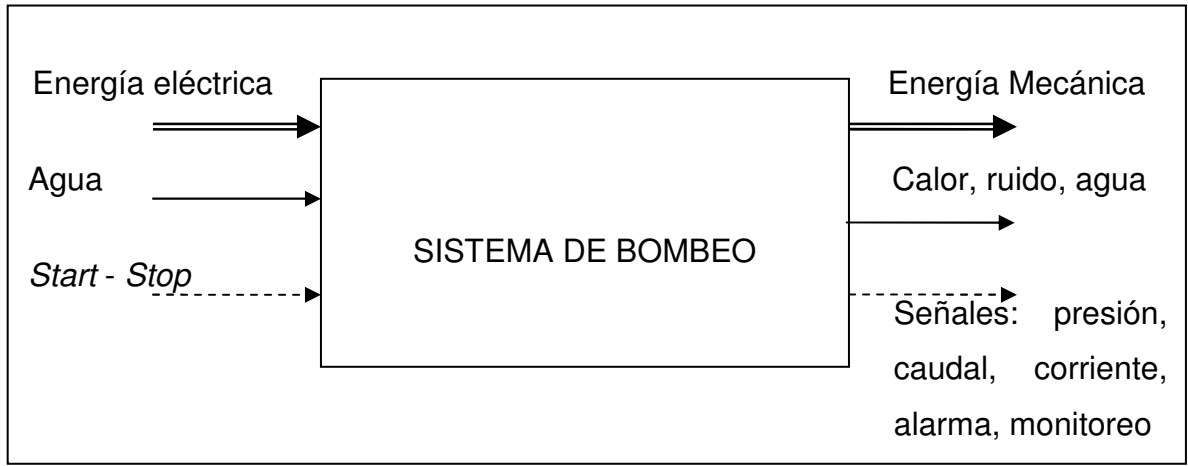 Energía eléctrica
Agua
Start - Stop
SISTEMA DE BOMBEO
Energía Mecánica
Calor, ruido, agua
Señales: presión,
caudal, corriente,
alarma, monitoreo